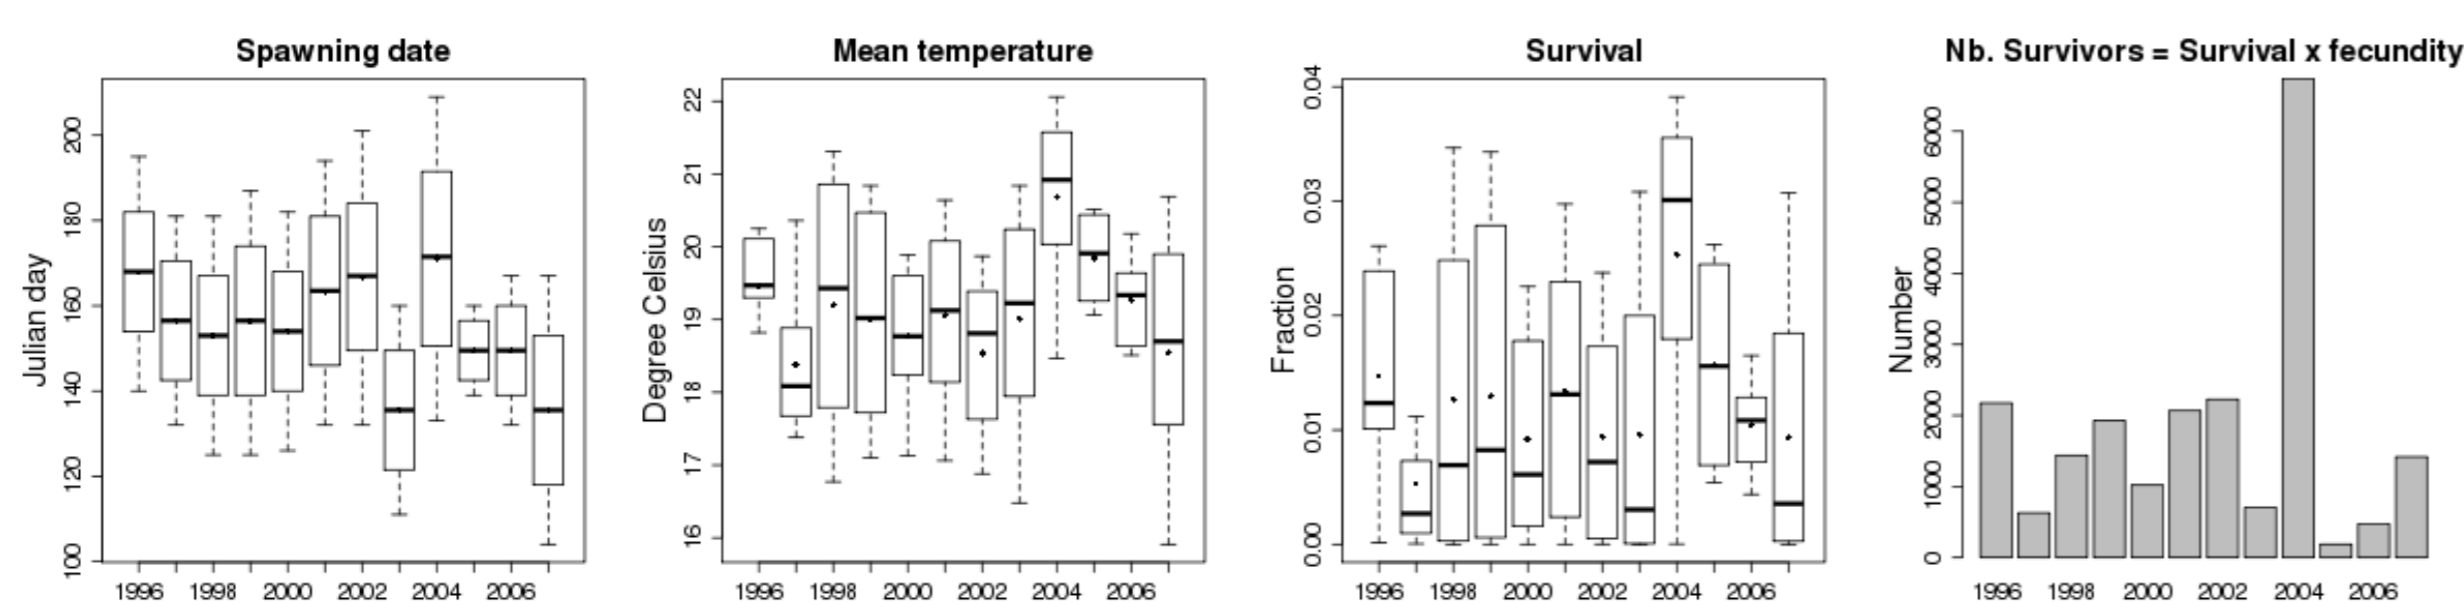 Spawning date
Julian day
200
180
160
140
120
100
1996 1998 2000 2002 2004 2006
Mean temperature
Degree Celsius
22
21
20
19
18
17
16
1996 1998 2000 2002 2004 2006
Survival
Fraction
0.04
0.03
0.02
0.01
0.00
1996 1998 2000 2002 2004 2006
Nb. Survivors = Survival x fecundity
Number
6000
5000
4000
3000
2000
1000
0
1996 1998 2000 2002 2004 2006